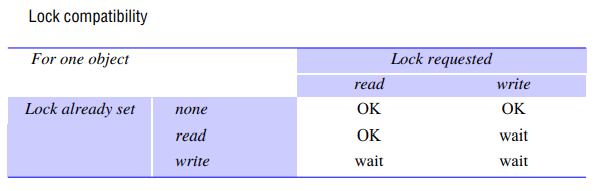 Lock compatibility
For one object Lock requested
read write
Lock already set none OK OK
read OK wait
write wait wait